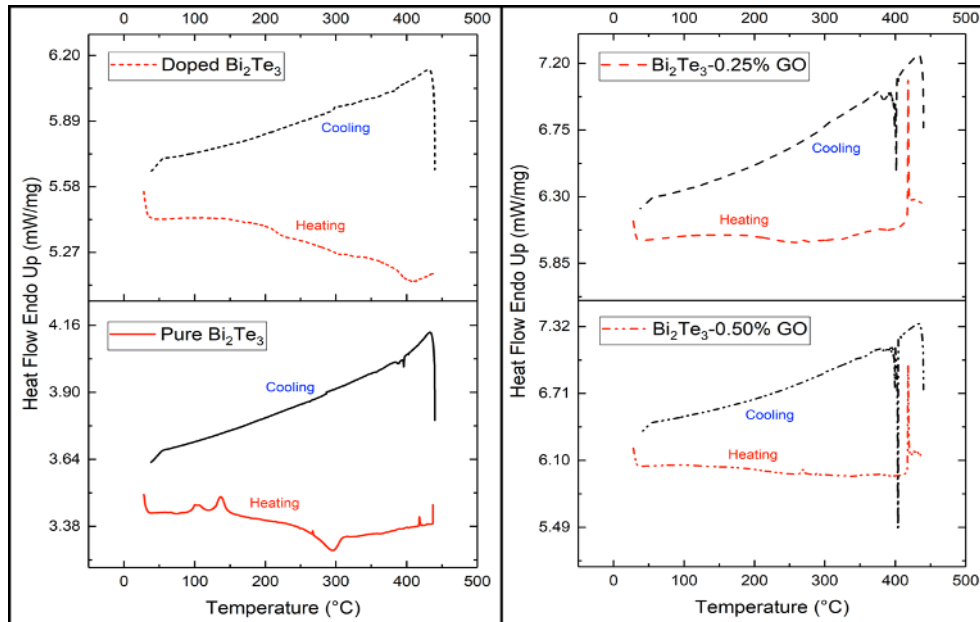 0 100 200 300 400 500
Heat Flow Endo Up (mW/mg)
6.20
5.89
5.58
5.27
Doped Bi₂Te₃
Cooling
Heating
4.16
3.90
3.64
3.38
Pure Bi₂Te₃
Cooling
Heating
0 100 200 300 400 500
Temperature (°C)
0 100 200 300 400 500
Heat Flow Endo Up (mW/mg)
7.20
6.75
6.30
5.85
Bi₂Te₃-0.25% GO
Cooling
Heating
7.32
6.71
6.10
5.49
Bi₂Te₃-0.50% GO
Cooling
Heating
0 100 200 300 400 500
Temperature (°C)